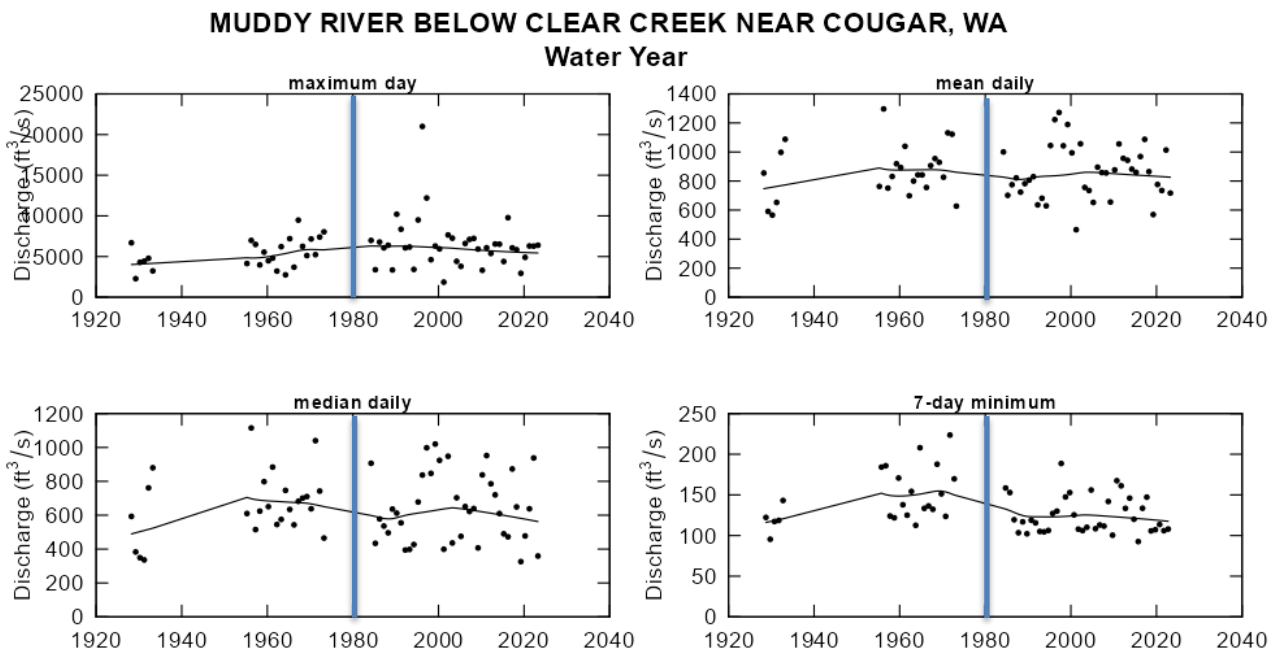 MUDDY RIVER BELOW CLEAR CREEK NEAR COUGAR, WA
Water Year
maximum day
Discharge (ft³/s)
25000
20000
15000
10000
5000
0
1920 1940 1960 1980 2000 2020 2040
mean daily
Discharge (ft³/s)
1400
1200
1000
800
600
400
200
0
1920 1940 1960 1980 2000 2020 2040
median daily
Discharge (ft³/s)
1200
1000
800
600
400
200
0
1920 1940 1960 1980 2000 2020 2040
7-day minimum
Discharge (ft³/s)
250
200
150
100
50
0
1920 1940 1960 1980 2000 2020 2040